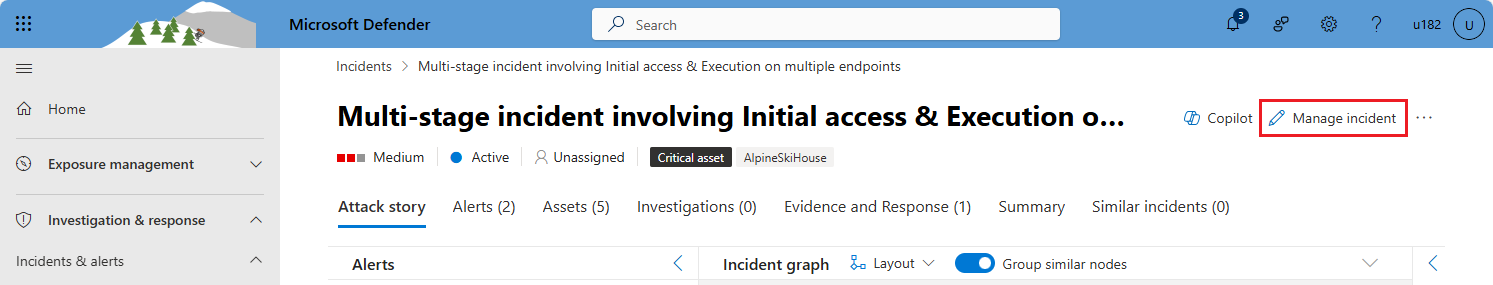 Microsoft Defender
Search
3
u182
U
Incidents > Multi-stage incident involving Initial access & Execution on multiple endpoints
Home
Multi-stage incident involving Initial access & Execution o...
Copilot
Manage incident
...
Exposure management
Medium
Active
Unassigned
Critical asset
AlpineSkiHouse
Investigation & response
Attack story
Alerts (2)
Assets (5)
Investigations (0)
Evidence and Response (1)
Summary
Similar incidents (0)
Incidents & alerts
Alerts
Incident graph
Layout
Group similar nodes